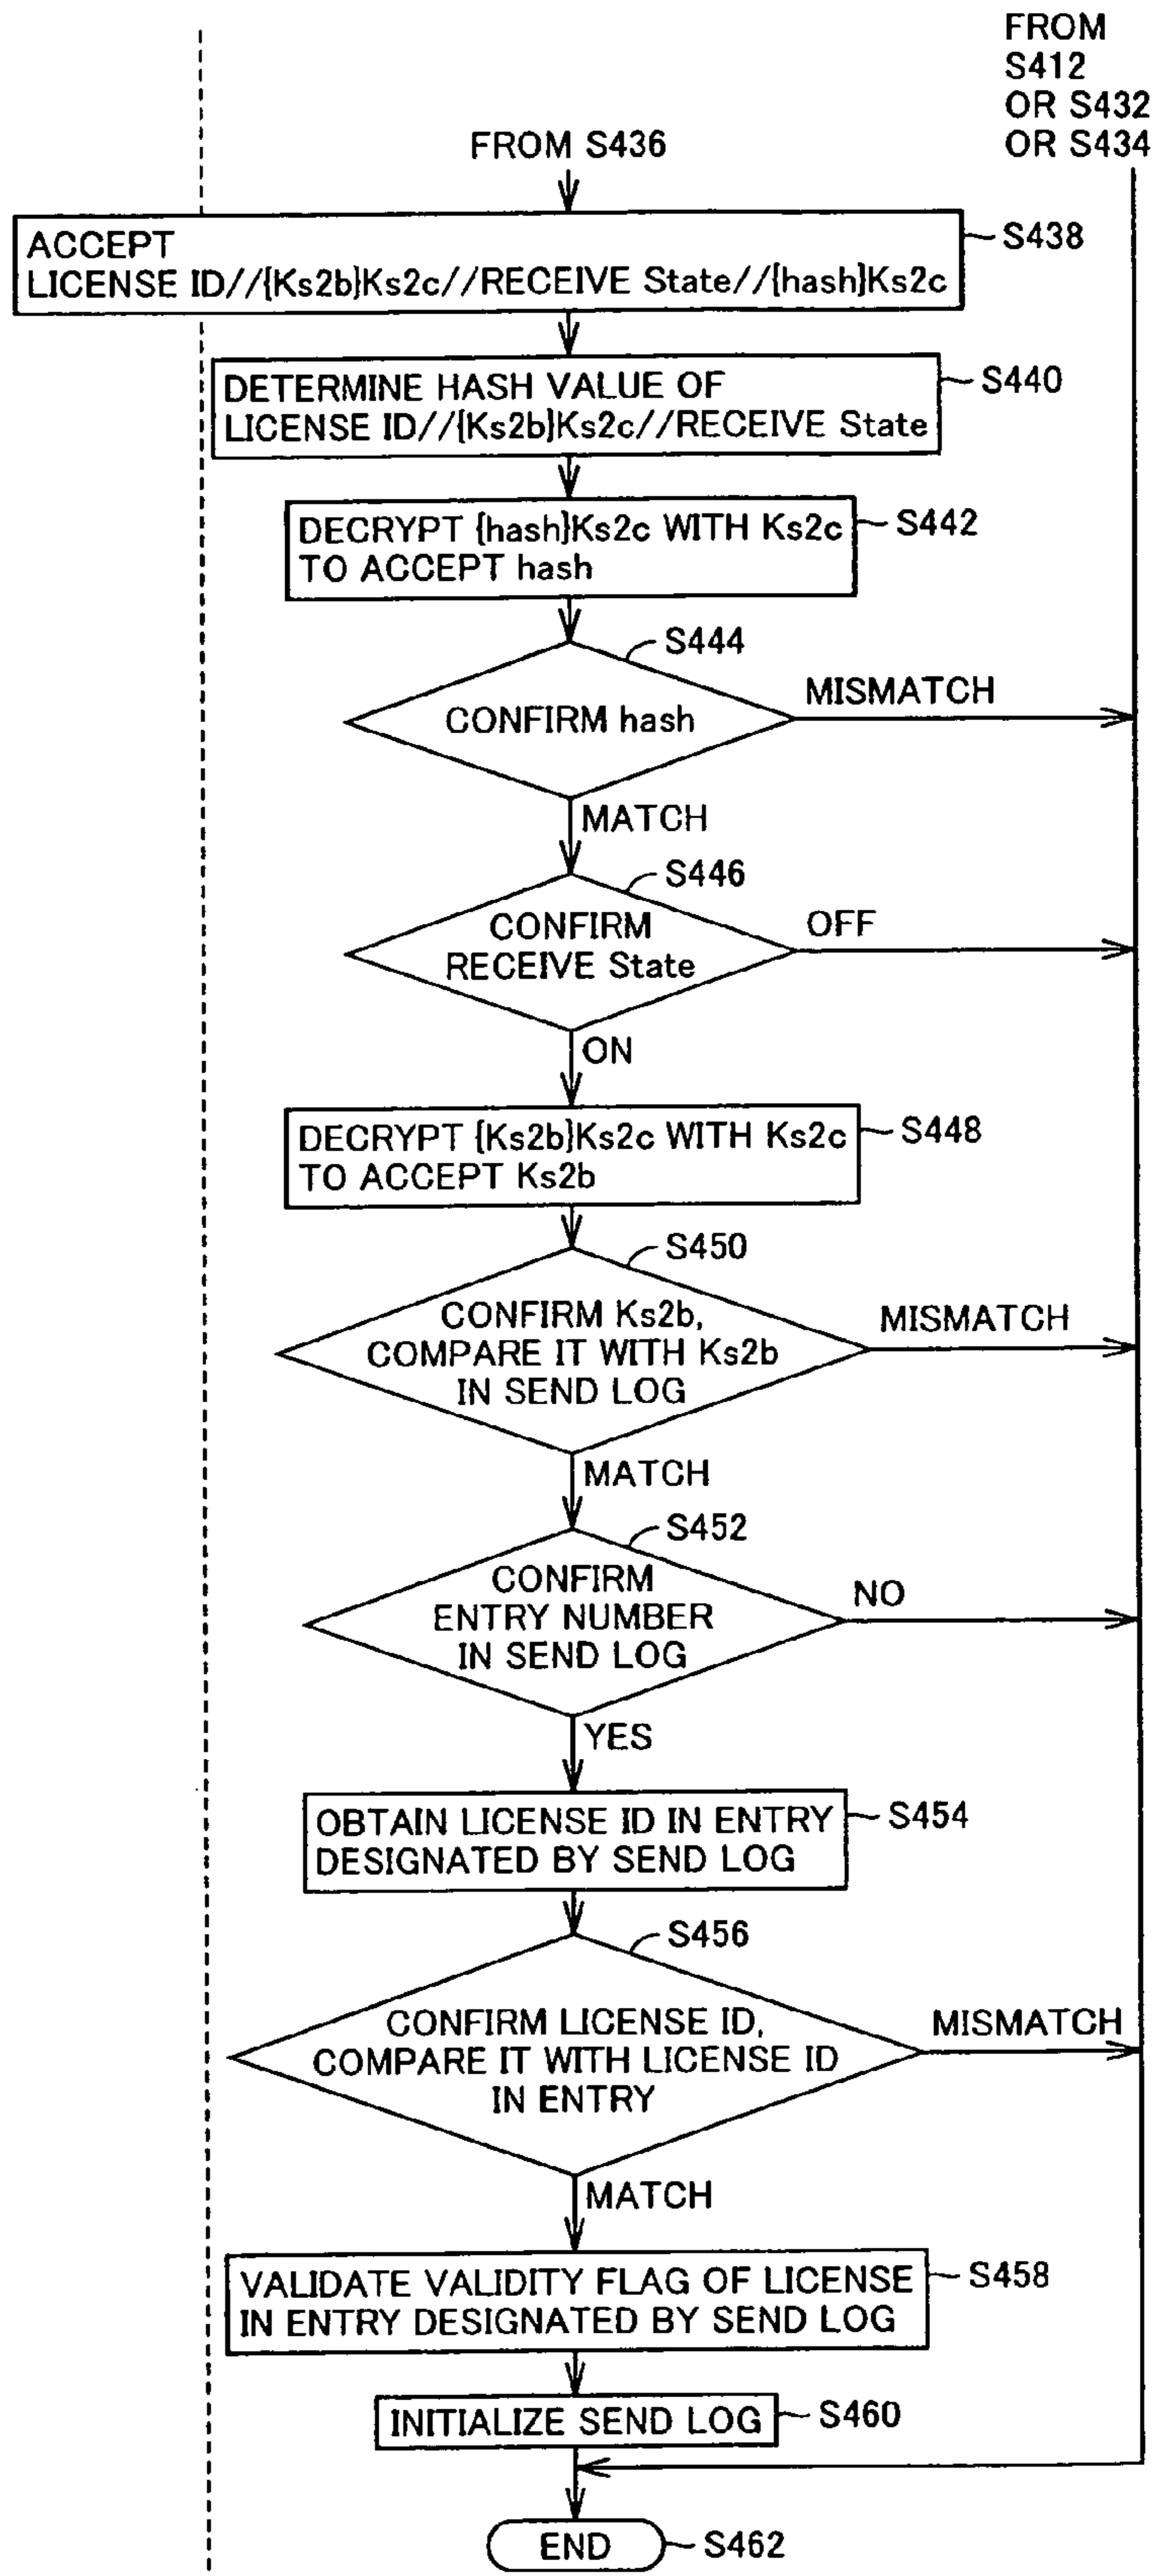 FROM
S412
OR S432
OR S434
FROM S436
ACCEPT
LICENSE ID//{Ks2b}Ks2c//RECEIVE State//{hash}Ks2c
S438
DETERMINE HASH VALUE OF
LICENSE ID//{Ks2b}Ks2c//RECEIVE State
S440
DECRYPT {hash}Ks2c WITH Ks2c
TO ACCEPT hash
S442
S444
CONFIRM hash
MISMATCH
MATCH
S446
CONFIRM
RECEIVE State
OFF
ON
DECRYPT {Ks2b}Ks2c WITH Ks2c
TO ACCEPT Ks2b
S448
S450
CONFIRM Ks2b,
COMPARE IT WITH Ks2b
IN SEND LOG
MISMATCH
MATCH
S452
CONFIRM
ENTRY NUMBER
IN SEND LOG
NO
YES
OBTAIN LICENSE ID IN ENTRY
DESIGNATED BY SEND LOG
S454
S456
CONFIRM LICENSE ID,
COMPARE IT WITH LICENSE ID
IN ENTRY
MISMATCH
MATCH
VALIDATE VALIDITY FLAG OF LICENSE
IN ENTRY DESIGNATED BY SEND LOG
S458
INITIALIZE SEND LOG
S460
END
S462